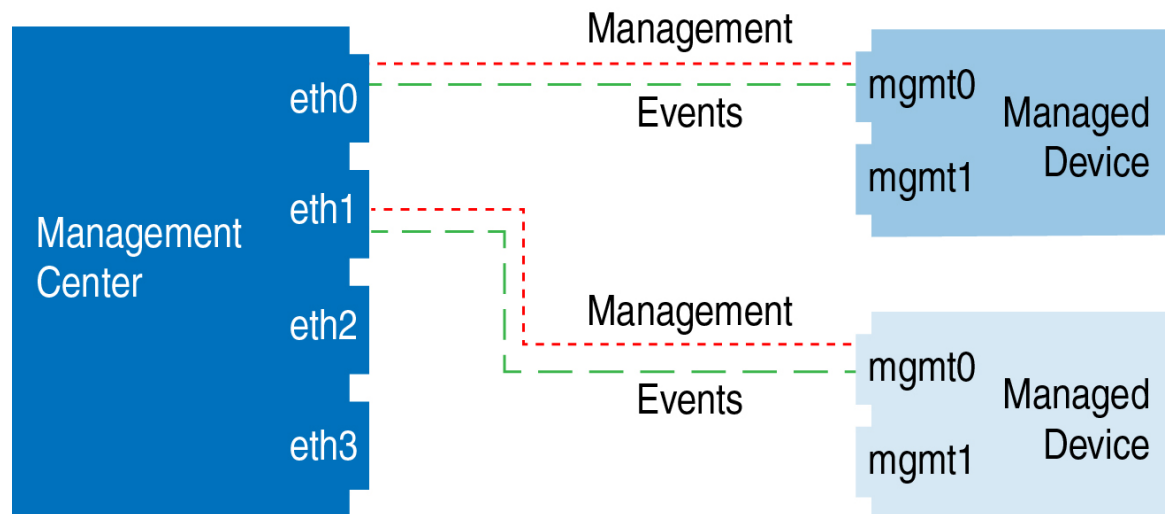 Management
eth0
mgmt0
Events
Managed
Device
mgmt1
eth1
Management
Center
eth2
Management
mgmt0
Events
Managed
Device
eth3
mgmt1